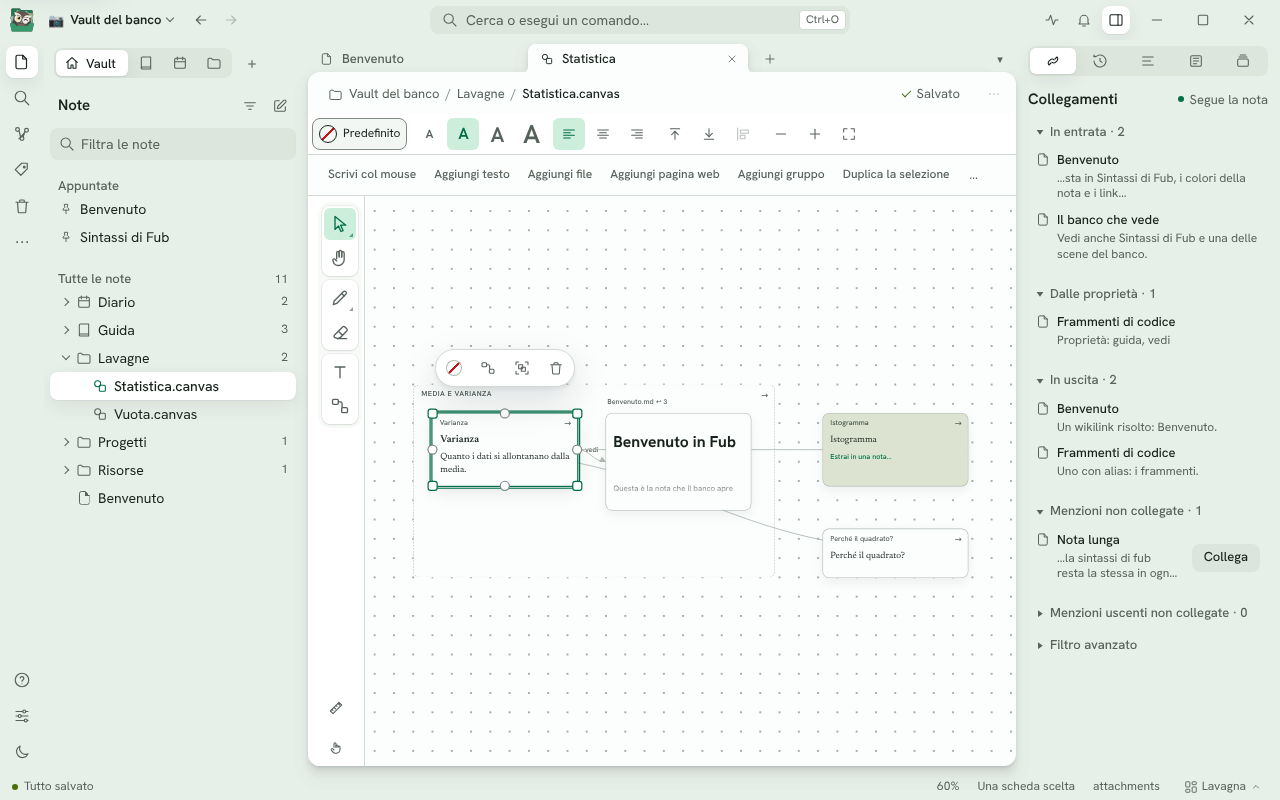 Vault del banco
Cerca o esegui un comando...
Ctrl+O
Vault
Benvenuto
Statistica
Note
Filtra le note
Appuntate
Benvenuto
Sintassi di Fub
Tutte le note 11
Diario 2
Guida 3
Lavagne 2
Statistica.canvas
Vuota.canvas
Progetti 1
Risorse 1
Benvenuto
Tutto salvato
Vault del banco / Lavagne / Statistica.canvas
Salvato
Predefinito
A A A A
Scrivi col mouse Aggiungi testo Aggiungi file Aggiungi pagina web Aggiungi gruppo Duplica la selezione ...
MEDIA E VARIANZA
Varianza
Varianza
Quanto i dati si allontanano dalla
media.
vedi
Benvenuto.md ↩ 3
Benvenuto in Fub
Questa è la nota che il banco apre
Istogramma
Istogramma
Estrai in una nota...
Perché il quadrato?
Perché il quadrato?
Collegamenti
Segue la nota
In entrata · 2
Benvenuto
...sta in Sintassi di Fub, i colori della
nota e i link...
Il banco che vede
Vedi anche Sintassi di Fub e una delle
scene del banco.
Dalle proprietà · 1
Frammenti di codice
Proprietà: guida, vedi
In uscita · 2
Benvenuto
Un wikilink risolto: Benvenuto.
Frammenti di codice
Uno con alias: i frammenti.
Menzioni non collegate · 1
Nota lunga
...la sintassi di fub
resta la stessa in ogn...
Collega
Menzioni uscenti non collegate · 0
Filtro avanzato
60% Una scheda scelta attachments Lavagna